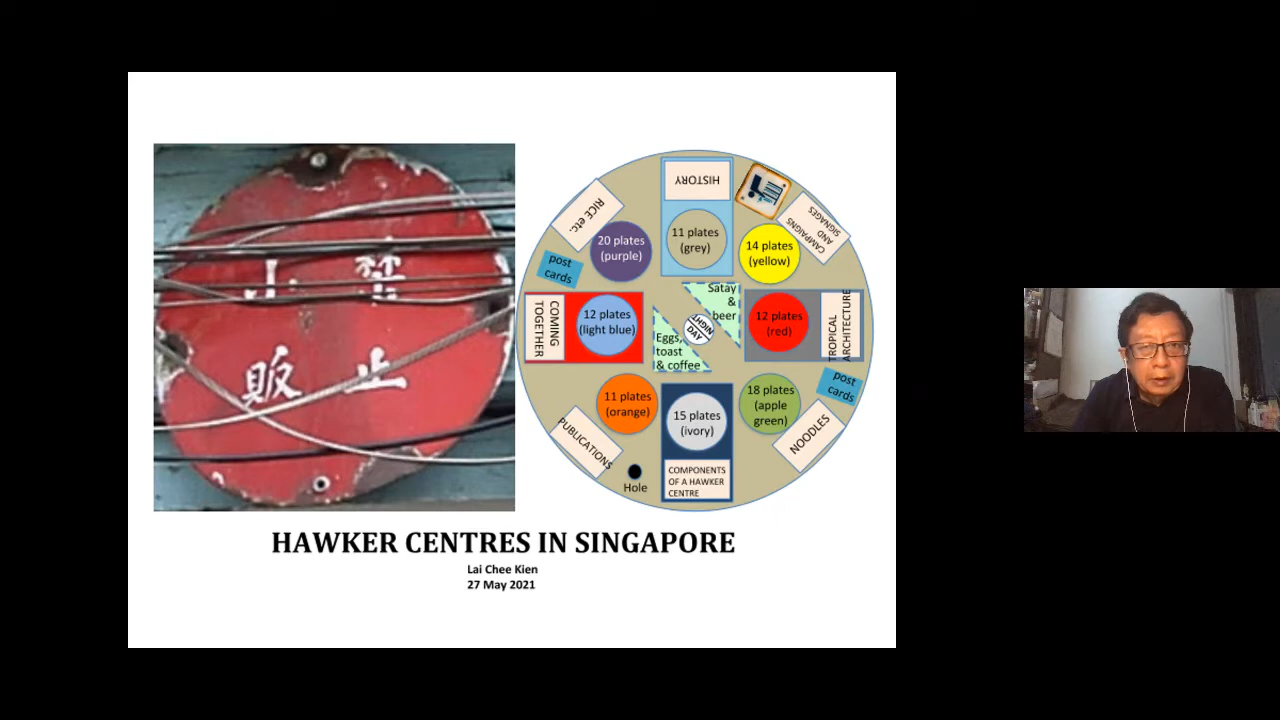 禁止
小販
HISTORY
11 plates
(grey)
CAMPAIGNS
AND
SIGNAGES
14 plates
(yellow)
RICE etc.
20 plates
(purple)
post
cards
COMING
TOGETHER
12 plates
(light blue)
Satay
&
beer
NIGHT
DAY
Eggs,
toast
& coffee
12 plates
(red)
TROPICAL
ARCHITECTURE
post
cards
11 plates
(orange)
PUBLICATIONS
Hole
15 plates
(ivory)
COMPONENTS
OF A HAWKER
CENTRE
18 plates
(apple
green)
NOODLES
HAWKER CENTRES IN SINGAPORE
Lai Chee Kien
27 May 2021